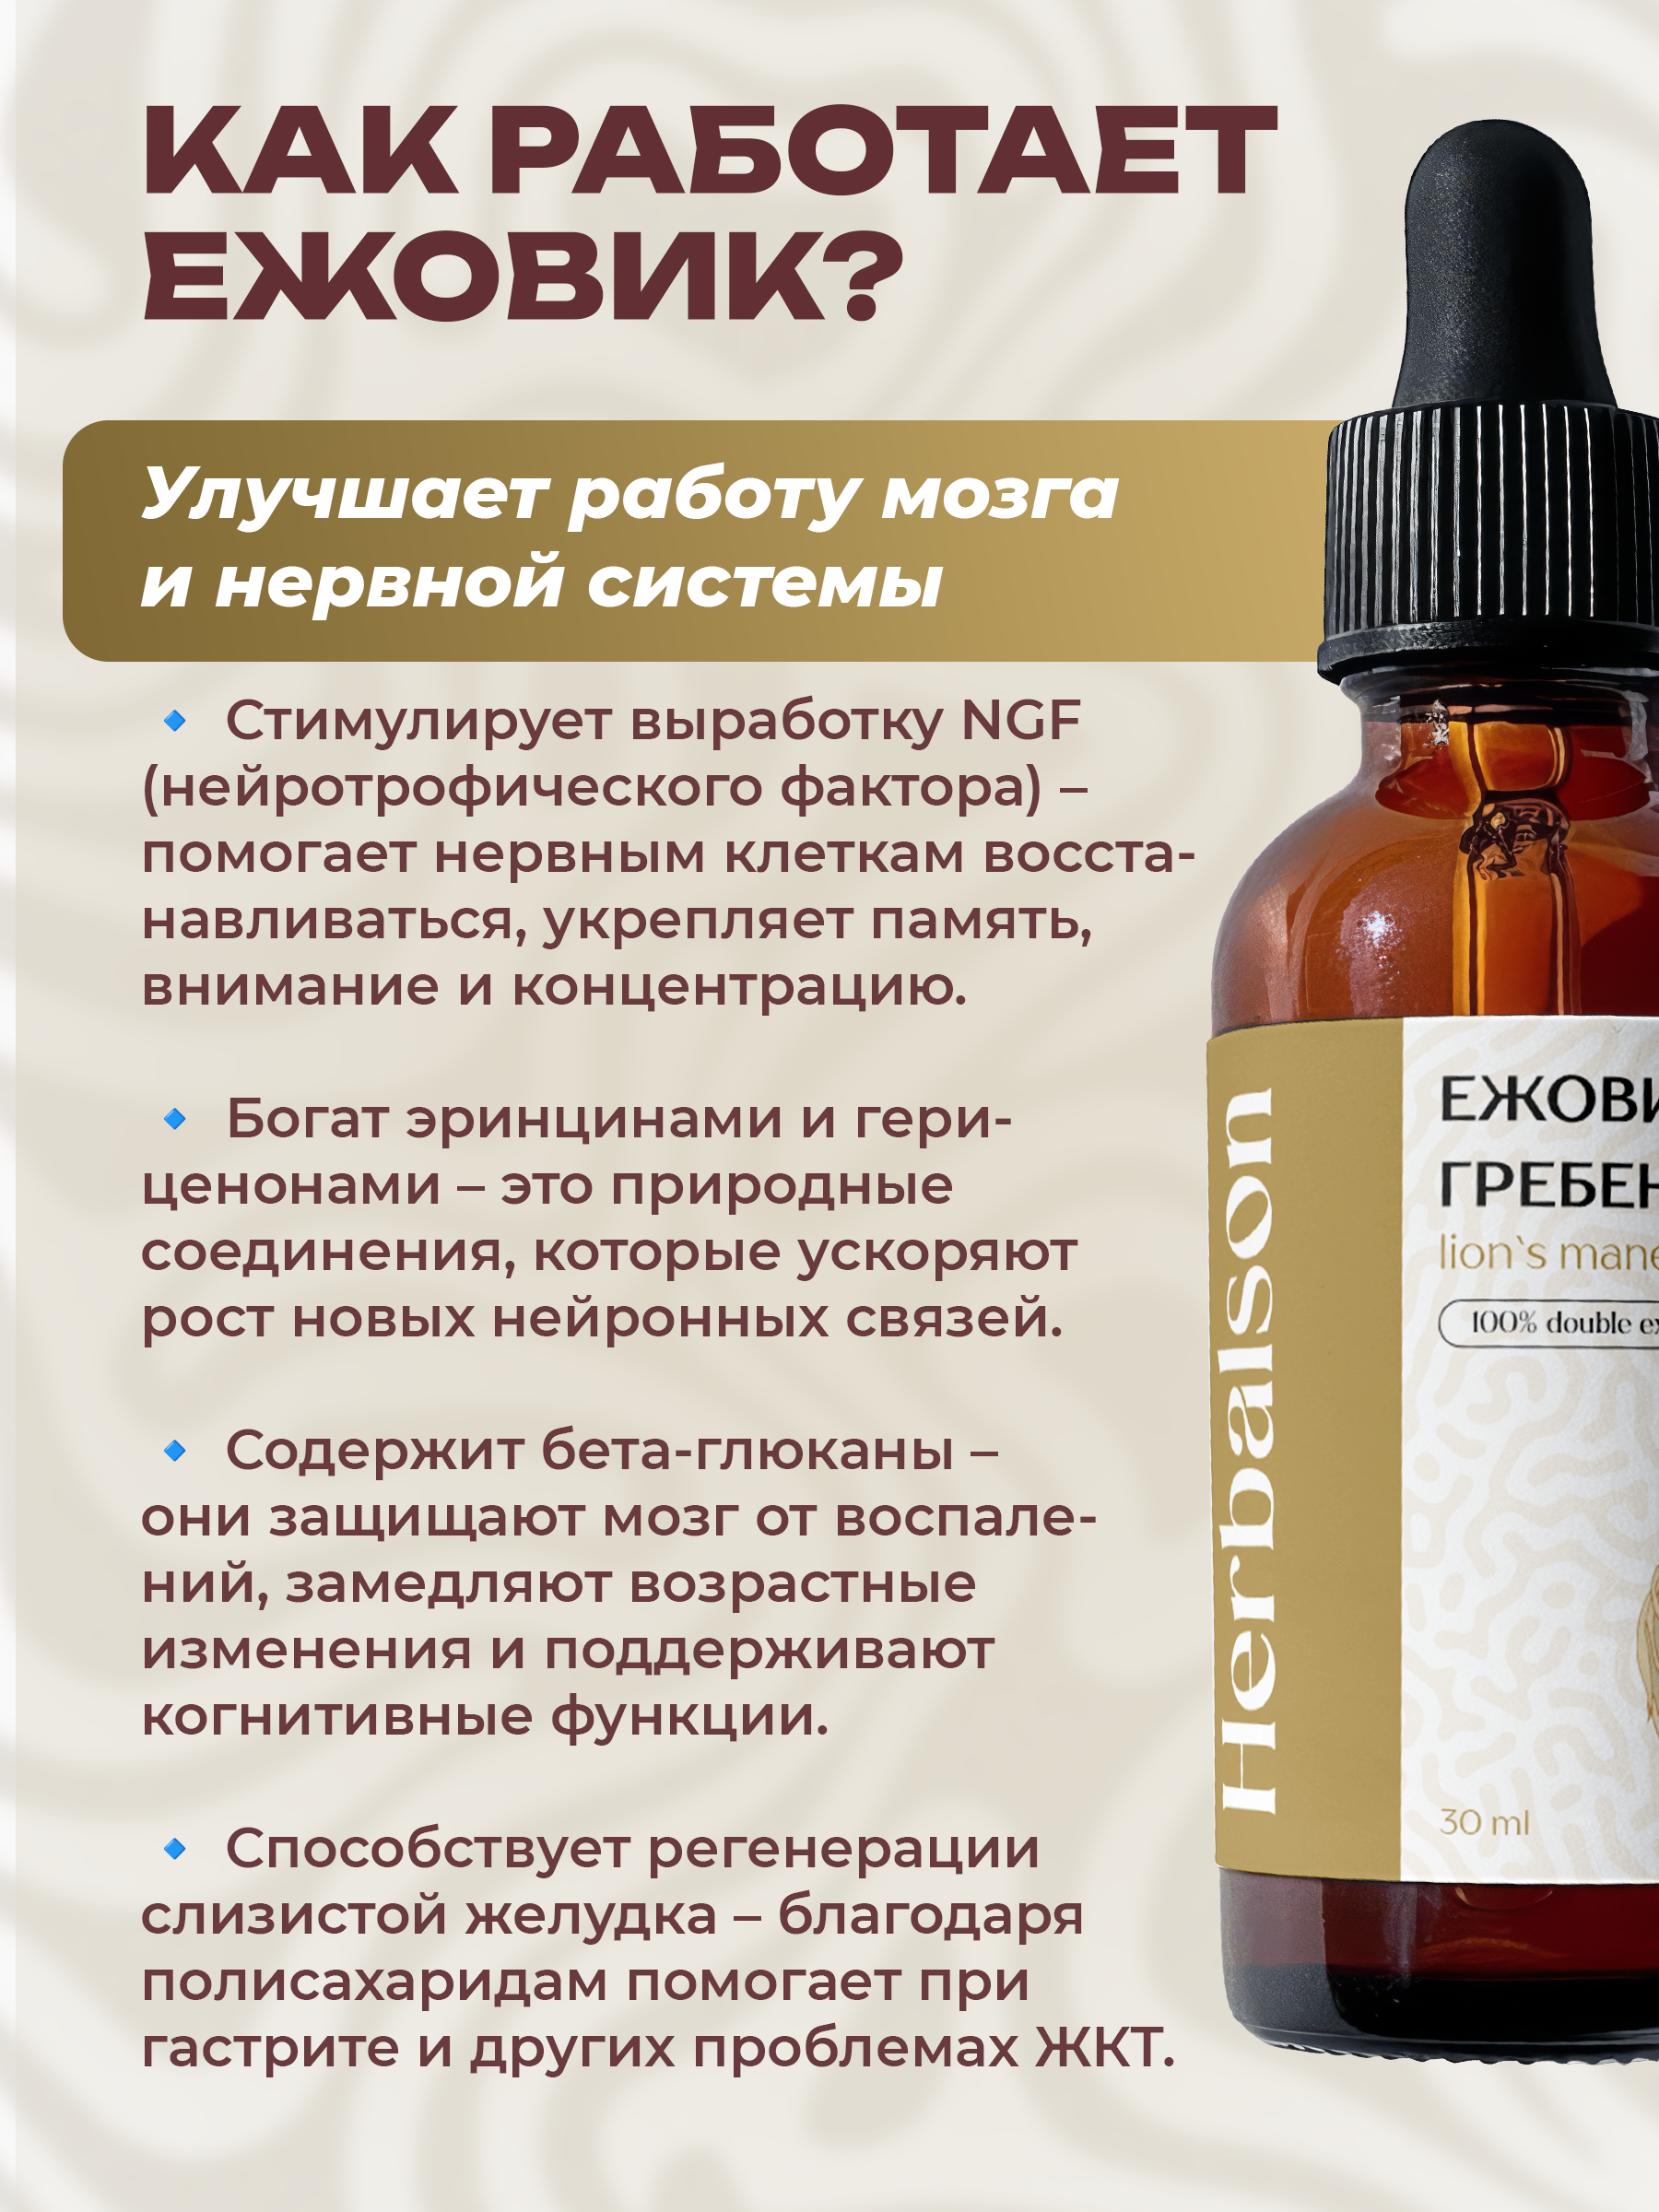 КАК РАБОТАЕТ
ЕЖОВИК?
Улучшает работу мозга
и нервной системы
🔹 Стимулирует выработку NGF
(нейротрофического фактора) –
помогает нервным клеткам восста-
навливаться, укрепляет память,
внимание и концентрацию.
🔹 Богат эринцинами и гери-
ценонами – это природные
соединения, которые ускоряют
рост новых нейронных связей.
🔹 Содержит бета-глюканы –
они защищают мозг от воспале-
ний, замедляют возрастные
изменения и поддерживают
когнитивные функции.
🔹 Способствует регенерации
слизистой желудка – благодаря
полисахаридам помогает при
гастрите и других проблемах ЖКТ.
Herbalson
ЕЖОВИ
ГРЕБЕН
lion`s mane
100% double ex
30 ml